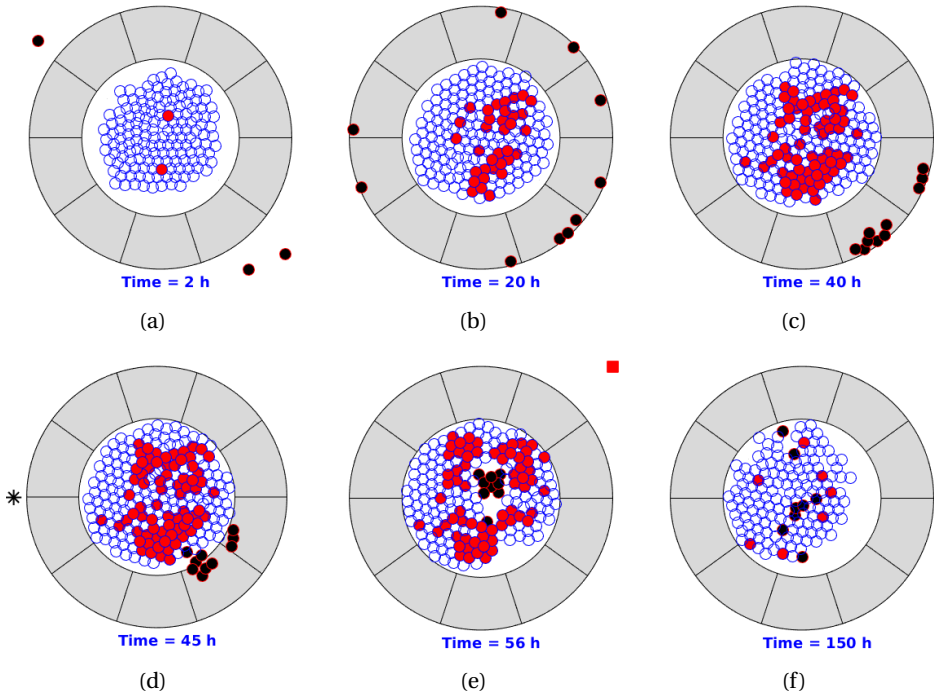 Time = 2 h
Time = 20 h
Time = 40 h
(a)
(b)
(c)
Time = 45 h
Time = 56 h
Time = 150 h
(d)
(e)
(f)